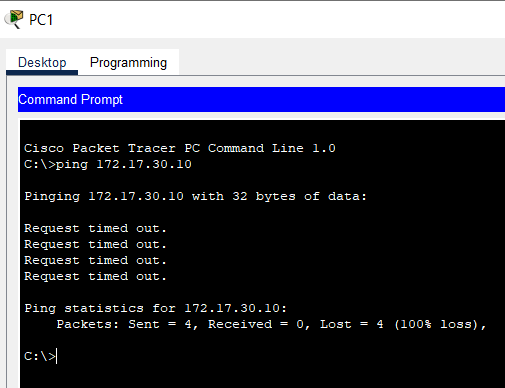 PC1
Desktop Programming
Command Prompt
Cisco Packet Tracer PC Command Line 1.0
C:\>ping 172.17.30.10
Pinging 172.17.30.10 with 32 bytes of data:
Request timed out.
Request timed out.
Request timed out.
Request timed out.
Ping statistics for 172.17.30.10:
    Packets: Sent = 4, Received = 0, Lost = 4 (100% loss),
C:\>